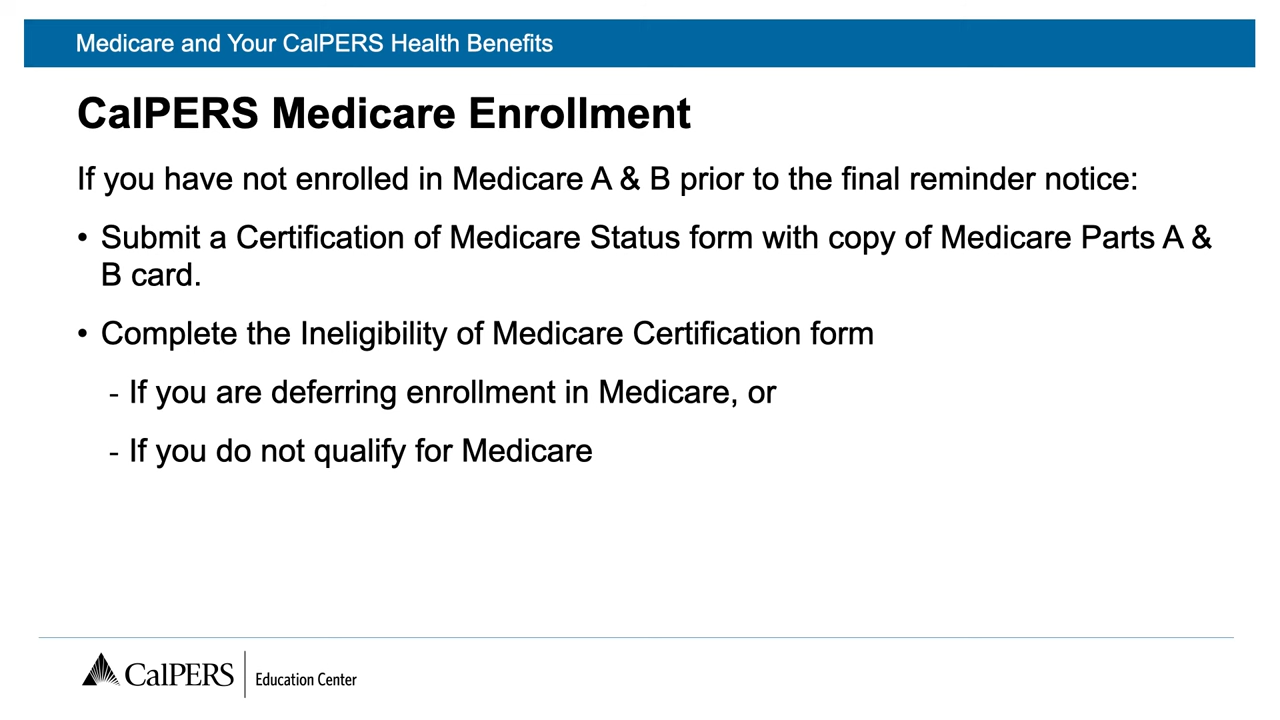 Medicare and Your CalPERS Health Benefits
CalPERS Medicare Enrollment
If you have not enrolled in Medicare A & B prior to the final reminder notice:
• Submit a Certification of Medicare Status form with copy of Medicare Parts A &
B card.
• Complete the Ineligibility of Medicare Certification form
- If you are deferring enrollment in Medicare, or
- If you do not qualify for Medicare
CalPERS Education Center